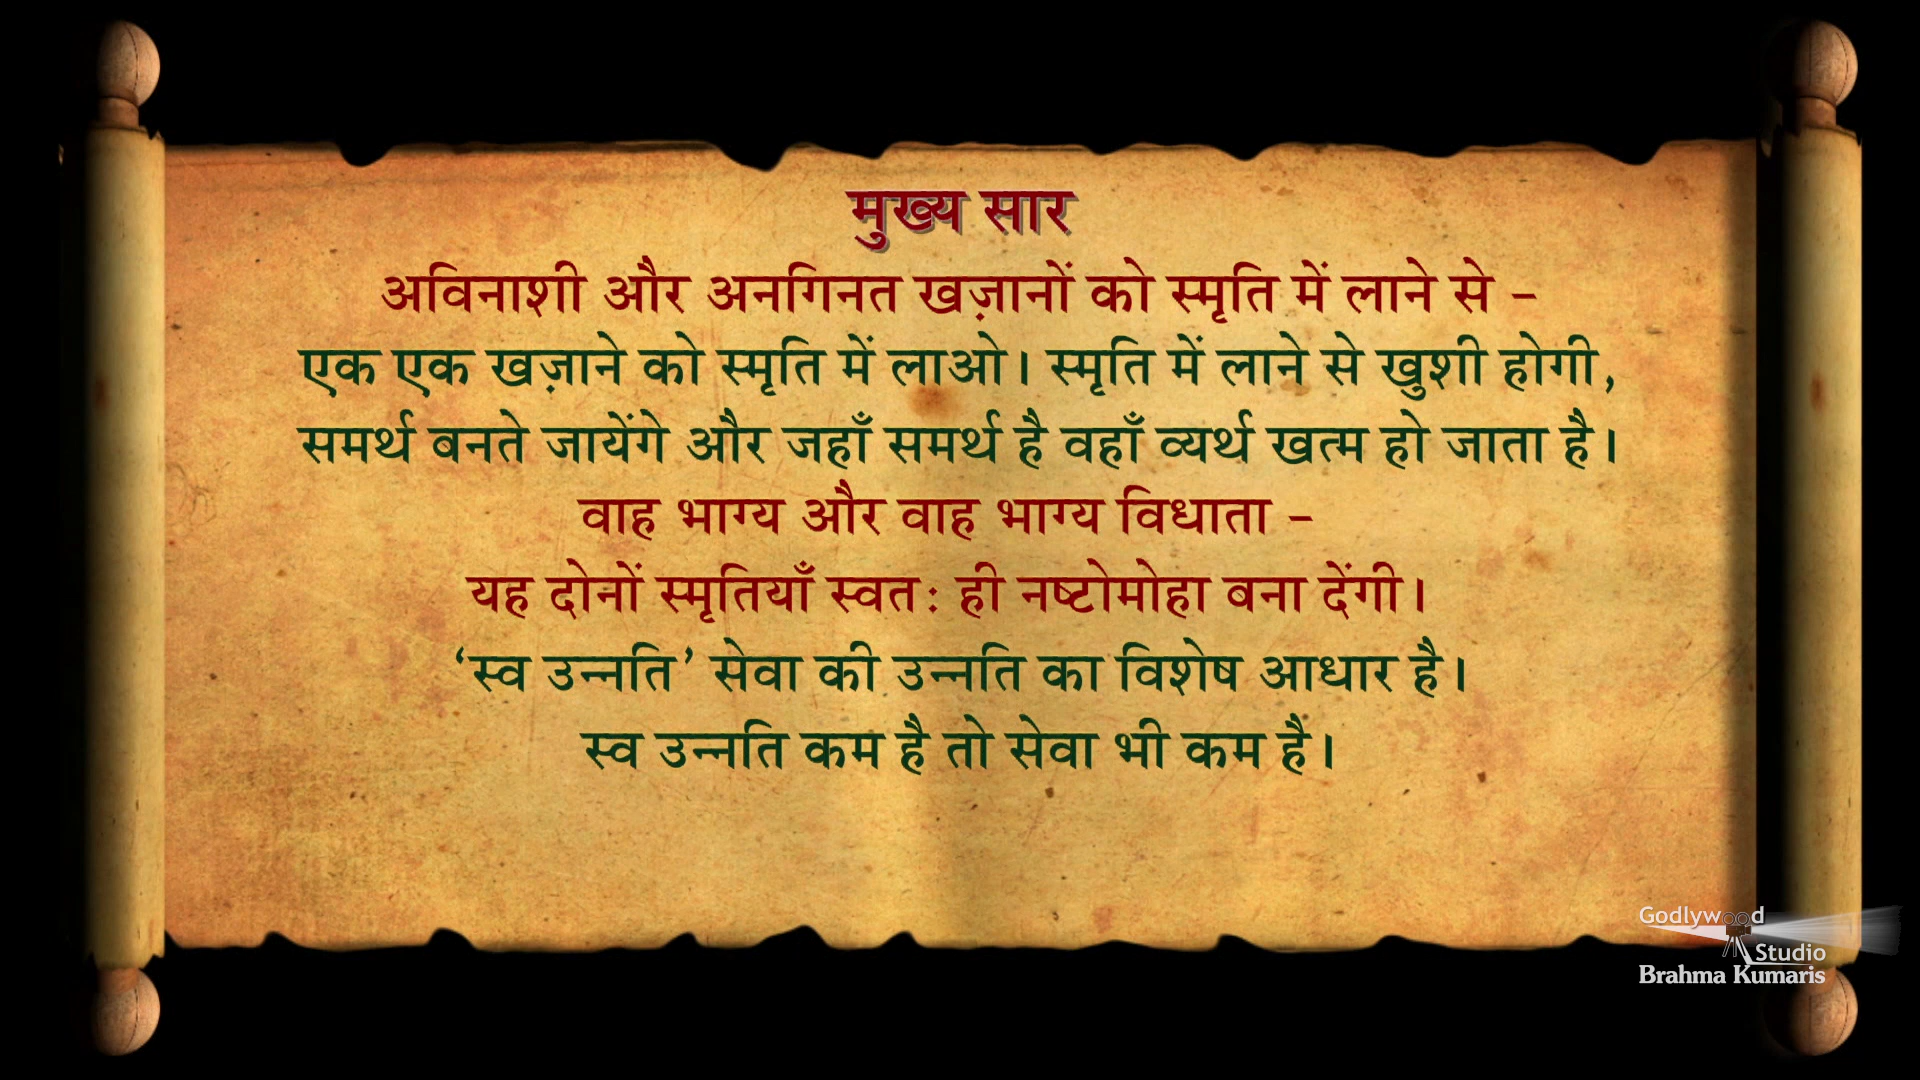 मुख्य सार
अविनाशी और अनगिनत खज़ानों को स्मृति में लाने से –
एक एक खज़ाने को स्मृति में लाओ। स्मृति में लाने से खुशी होगी,
समर्थ बनते जायेंगे और जहाँ समर्थ है वहाँ व्यर्थ खत्म हो जाता है।
वाह भाग्य और वाह भाग्य विधाता –
यह दोनों स्मृतियाँ स्वतः ही नष्टोमोहा बना देंगी।
‘स्व उन्नति’ सेवा की उन्नति का विशेष आधार है।
स्व उन्नति कम है तो सेवा भी कम है।
Godlywood
Studio
Brahma Kumaris